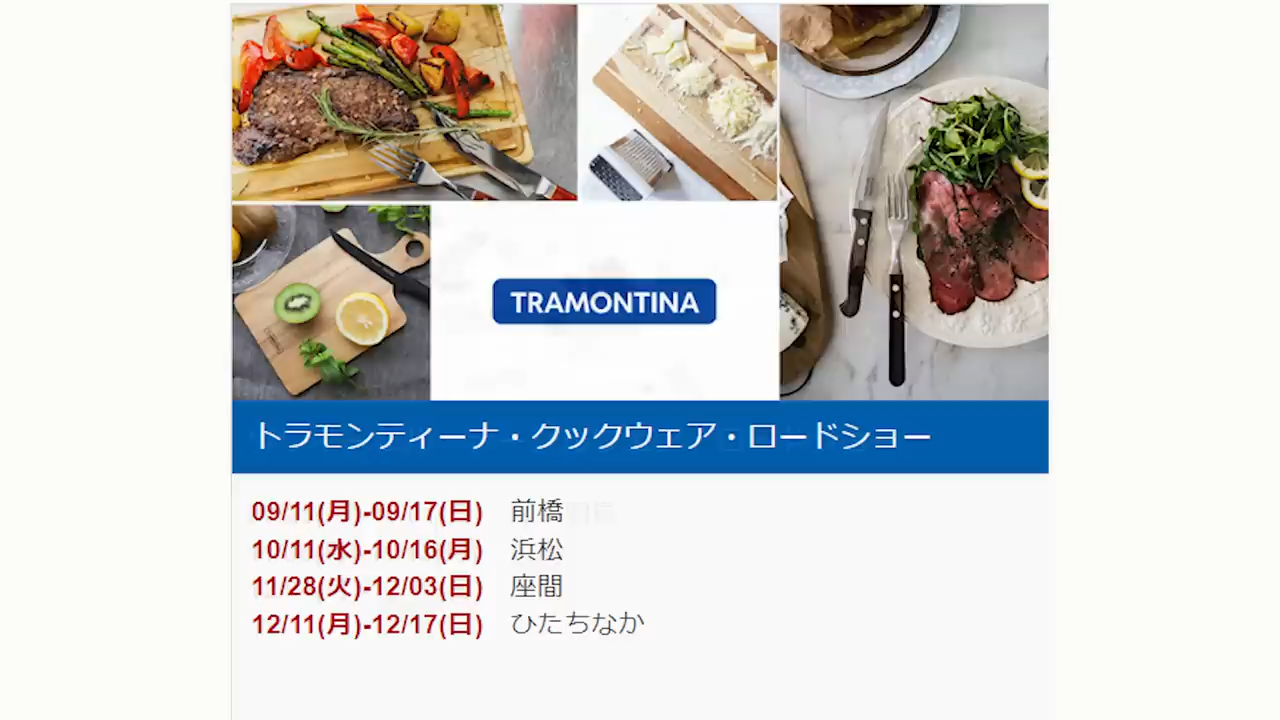 TRAMONTINA
トラモンティーナ・クックウェア・ロードショー
09/11(月)-09/17(日) 前橋
10/11(水)-10/16(月) 浜松
11/28(火)-12/03(日) 座間
12/11(月)-12/17(日) ひたちなか